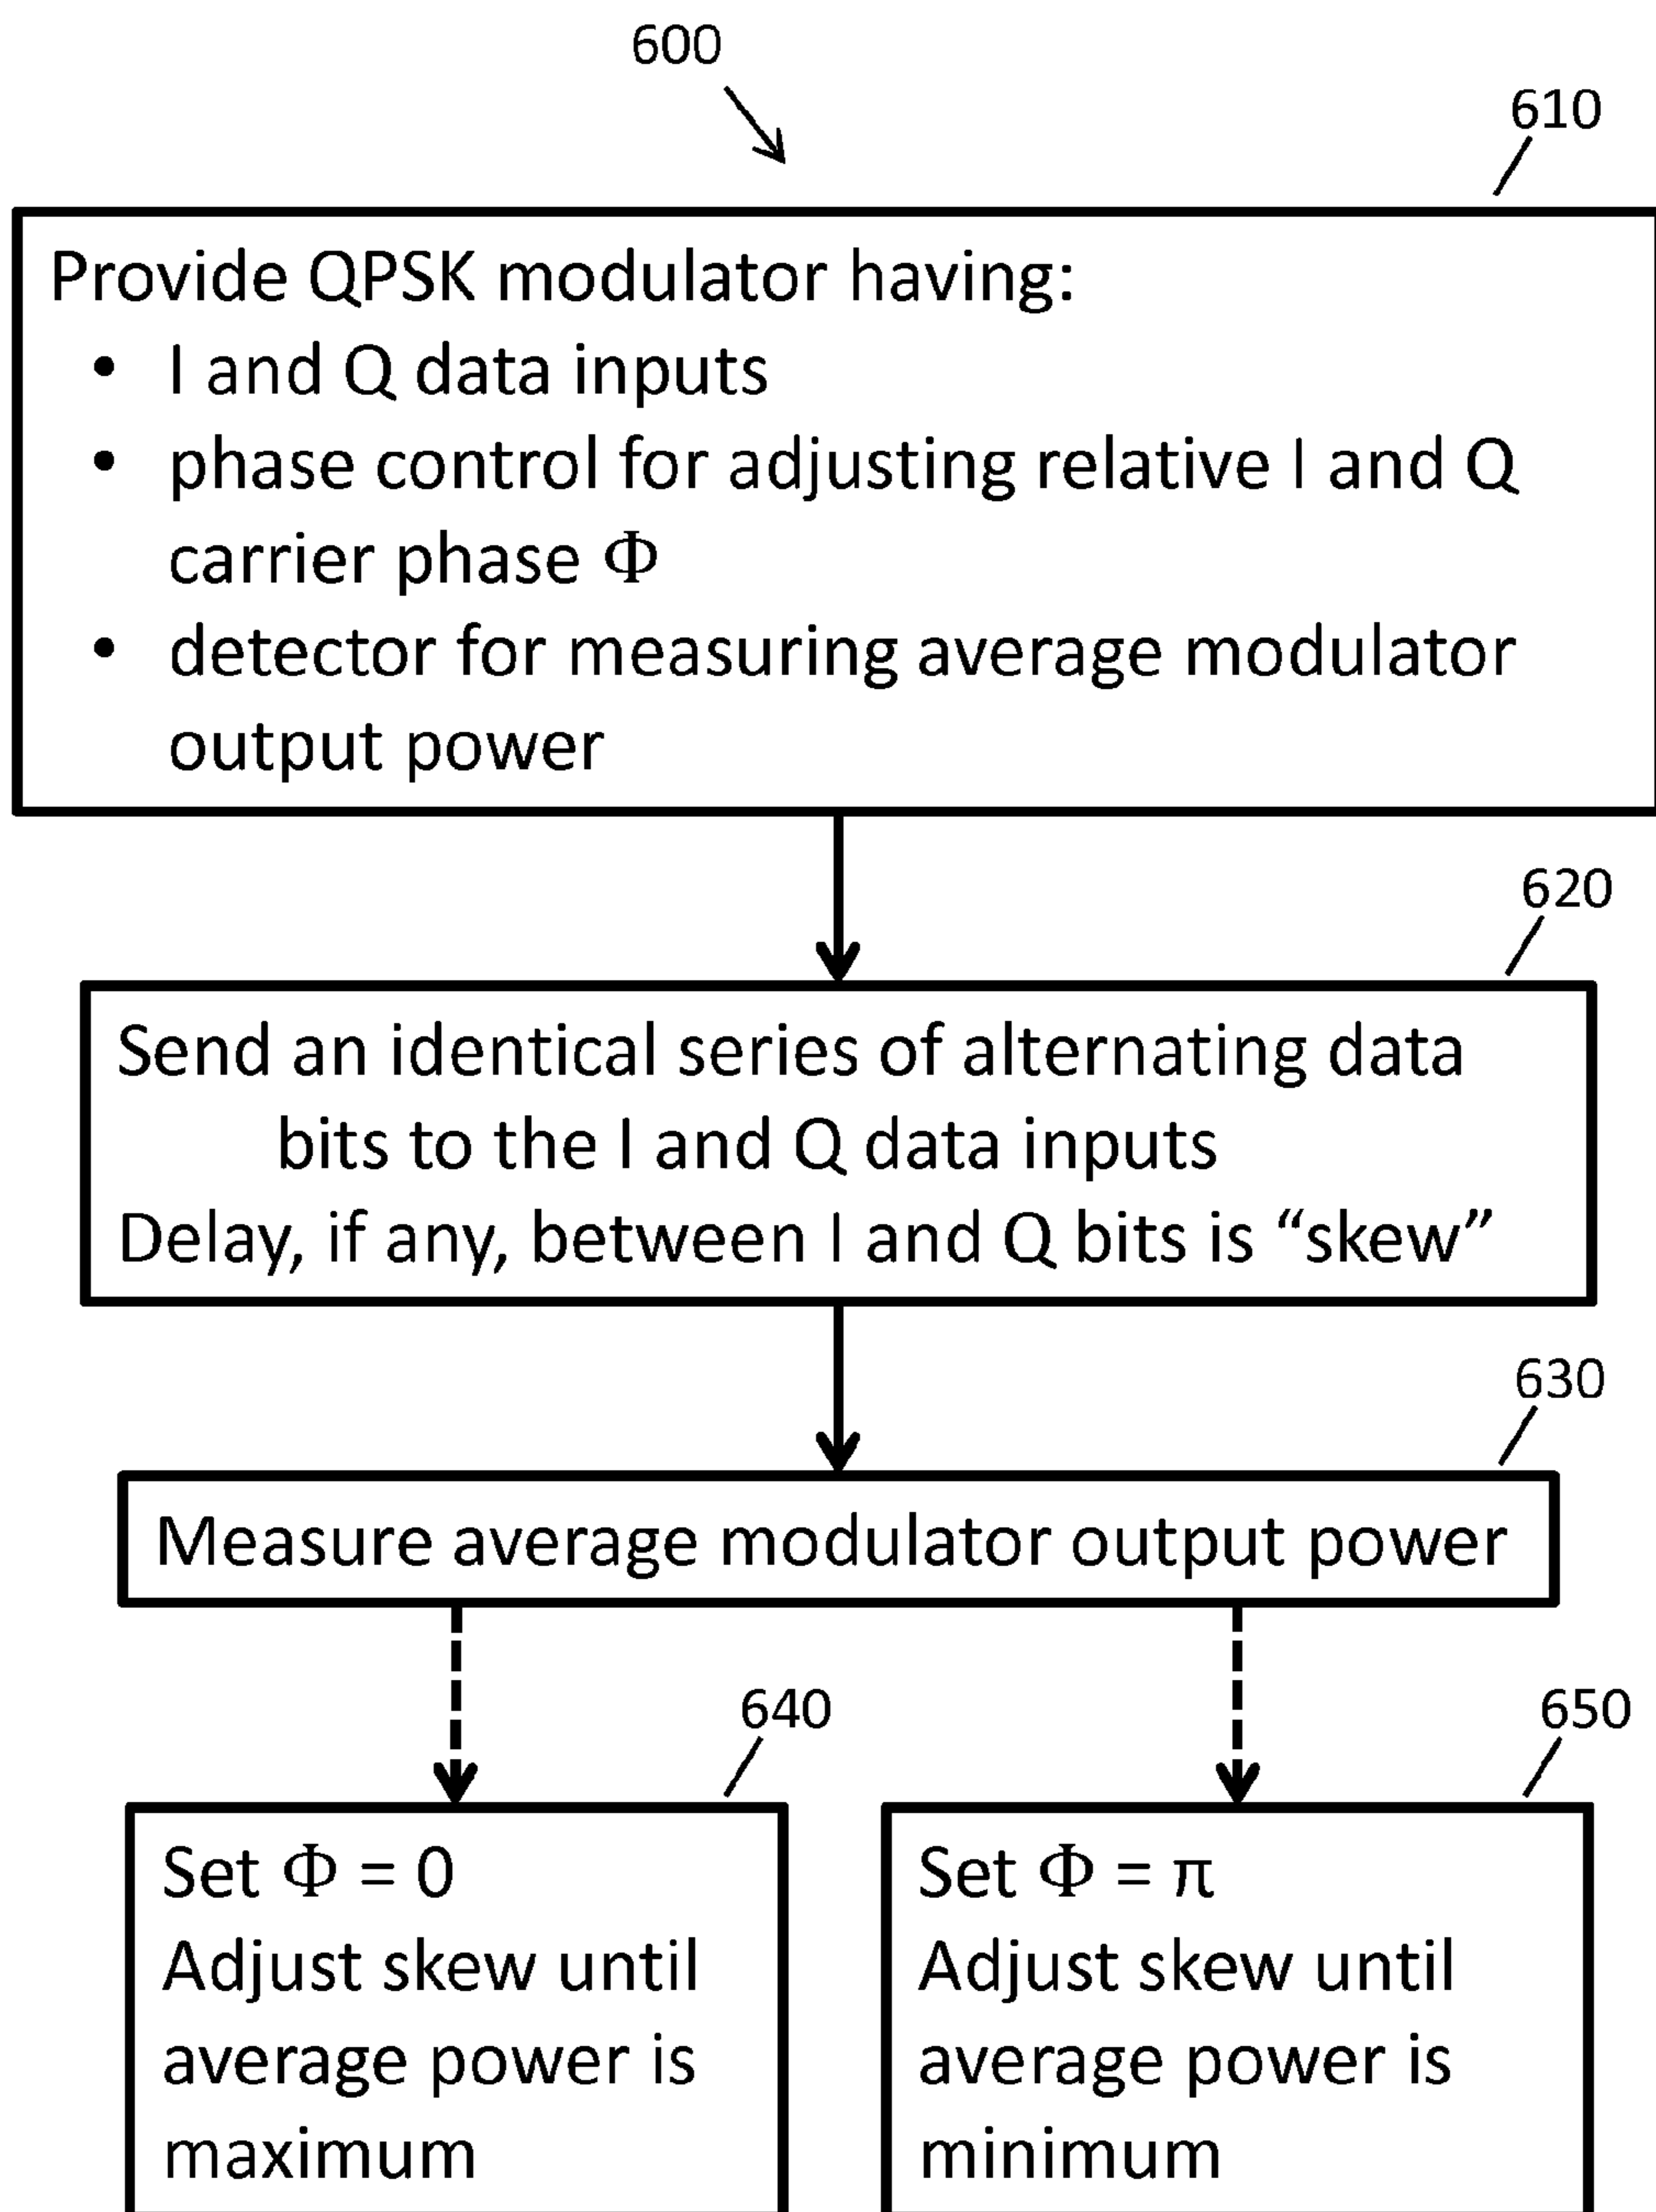 600
610
Provide QPSK modulator having:
• I and Q data inputs
• phase control for adjusting relative I and Q
carrier phase Φ
• detector for measuring average modulator
output power
620
Send an identical series of alternating data
bits to the I and Q data inputs
Delay, if any, between I and Q bits is “skew”
630
Measure average modulator output power
640
Set Φ = 0
Adjust skew until
average power is
maximum
650
Set Φ = π
Adjust skew until
average power is
minimum